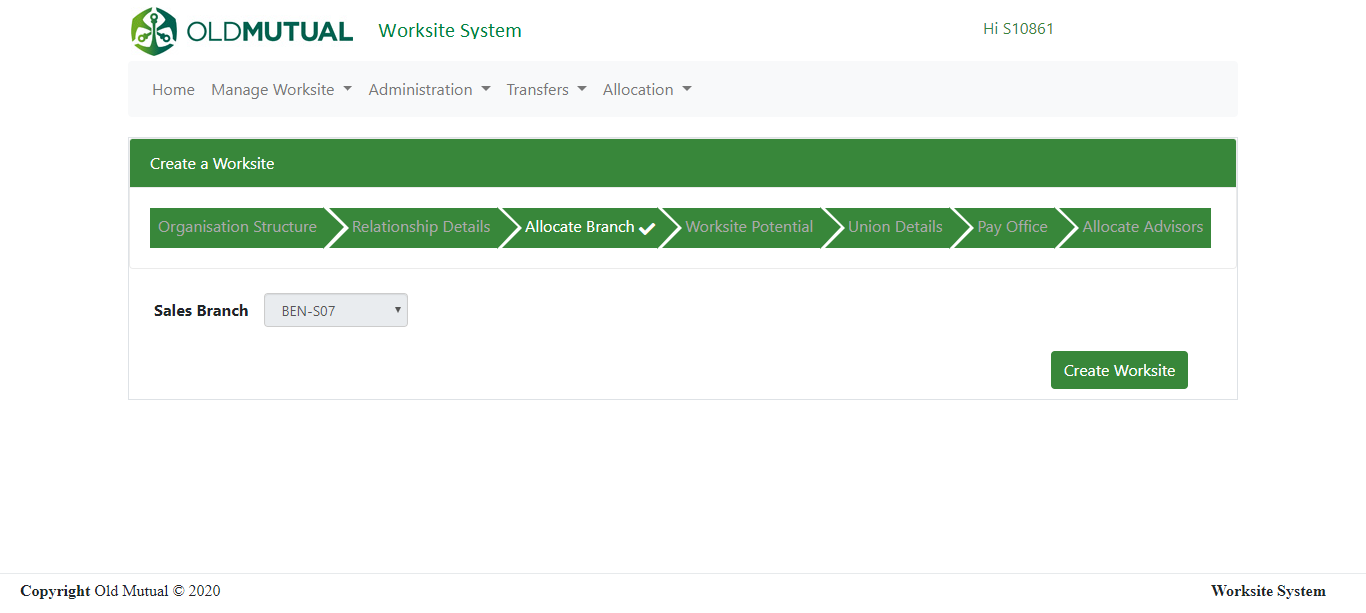 OLDMUTUAL Worksite System Hi S10861
Home Manage Worksite Administration Transfers Allocation
Create a Worksite
Organisation Structure Relationship Details Allocate Branch Worksite Potential Union Details Pay Office Allocate Advisors
Sales Branch BEN-S07
Create Worksite
Copyright Old Mutual © 2020 Worksite System